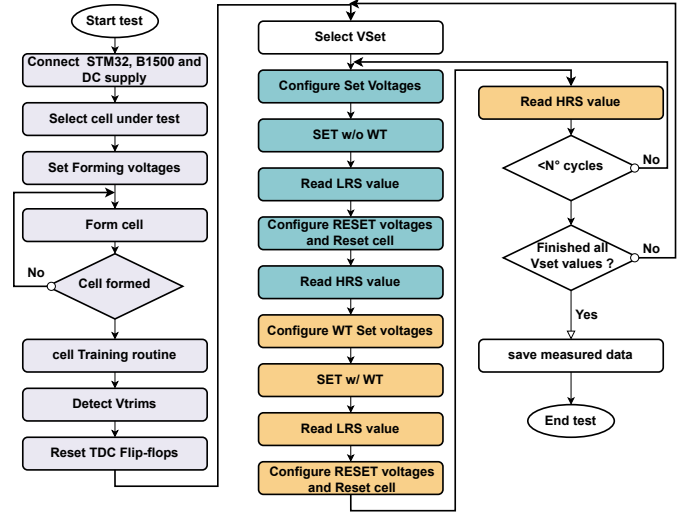 Start test
Connect STM32, B1500 and
DC supply
Select cell under test
Set Forming voltages
Form cell
No
Cell formed
cell Training routine
Detect Vtrims
Reset TDC Flip-flops
Select VSet
Configure Set Voltages
SET w/o WT
Read LRS value
Configure RESET voltages
and Reset cell
Read HRS value
Configure WT Set voltages
SET w/ WT
Read LRS value
Configure RESET voltages
and Reset cell
Read HRS value
<N° cycles
No
Finished all
Vset values ?
No
Yes
save measured data
End test